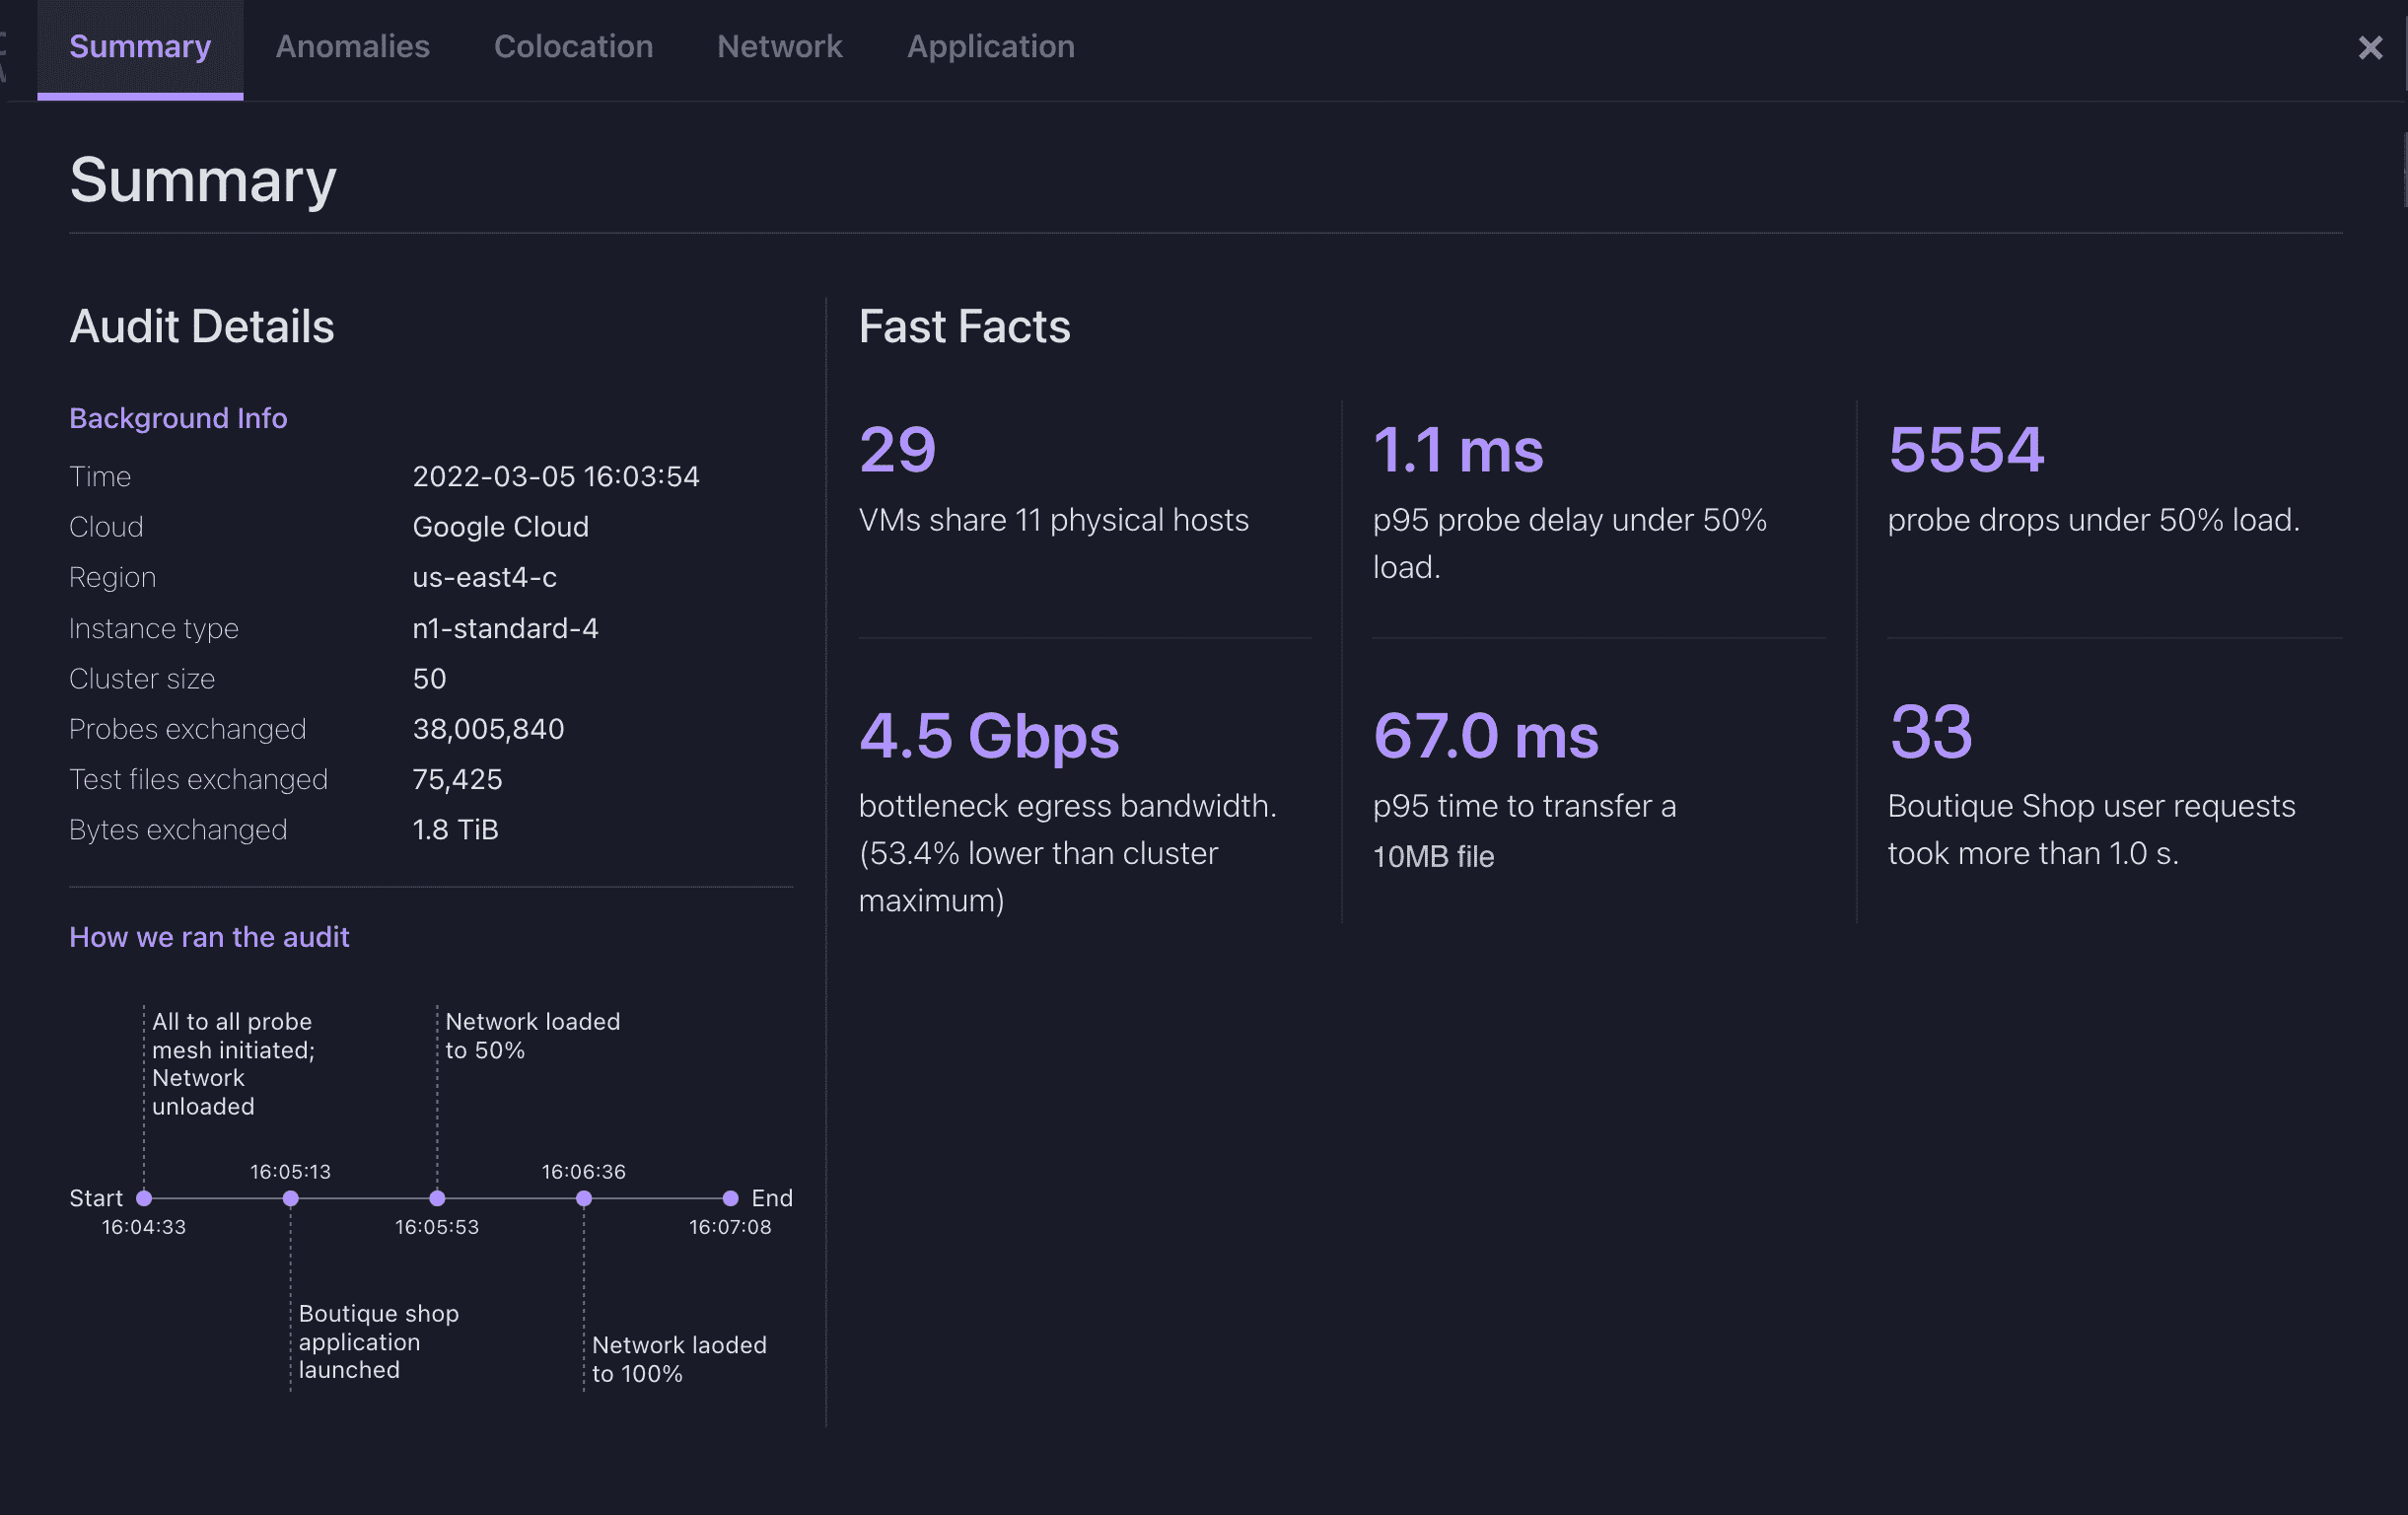 Summary
Anomalies
Colocation
Network
Application
×
Summary
Audit Details
Background Info
Time 2022-03-05 16:03:54
Cloud Google Cloud
Region us-east4-c
Instance type n1-standard-4
Cluster size 50
Probes exchanged 38,005,840
Test files exchanged 75,425
Bytes exchanged 1.8 TiB
How we ran the audit
All to all probe
mesh initiated;
Network
unloaded
Network loaded
to 50%
16:05:13
16:06:36
Start
End
16:04:33
16:05:53
16:07:08
Boutique shop
application
launched
Network laoded
to 100%
Fast Facts
29
VMs share 11 physical hosts
1.1 ms
p95 probe delay under 50%
load.
5554
probe drops under 50% load.
4.5 Gbps
bottleneck egress bandwidth.
(53.4% lower than cluster
maximum)
67.0 ms
p95 time to transfer a
10MB file
33
Boutique Shop user requests
took more than 1.0 s.